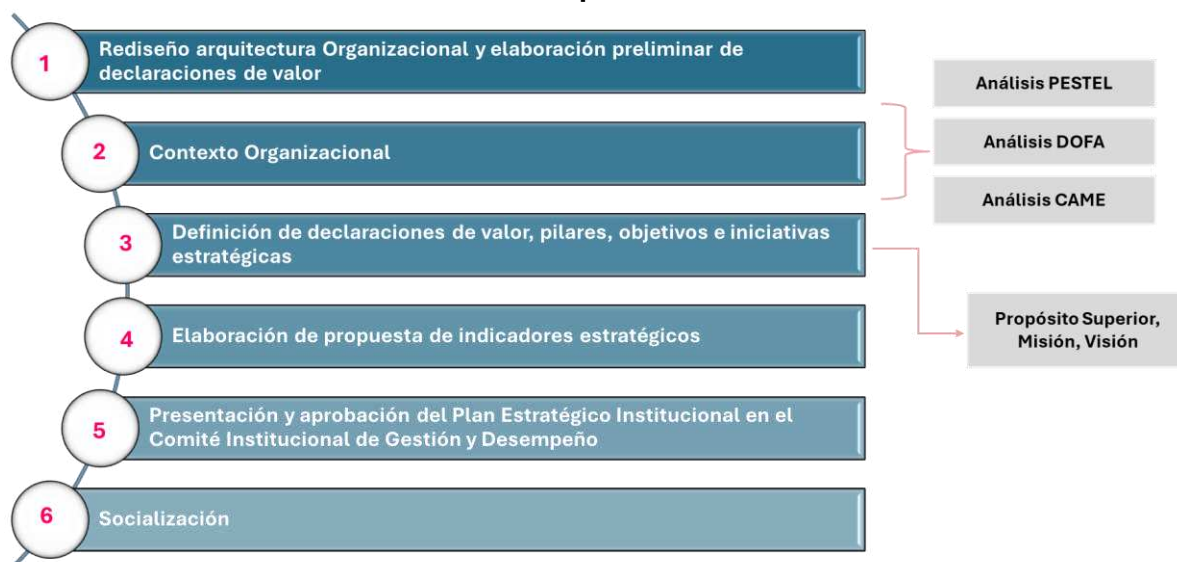 1
Rediseño arquitectura Organizacional y elaboración preliminar de
declaraciones de valor
2
Contexto Organizacional
Análisis PESTEL
Análisis DOFA
Análisis CAME
3
Definición de declaraciones de valor, pilares, objetivos e iniciativas
estratégicas
Propósito Superior,
Misión, Visión
4
Elaboración de propuesta de indicadores estratégicos
5
Presentación y aprobación del Plan Estratégico Institucional en el
Comité Institucional de Gestión y Desempeño
6
Socialización